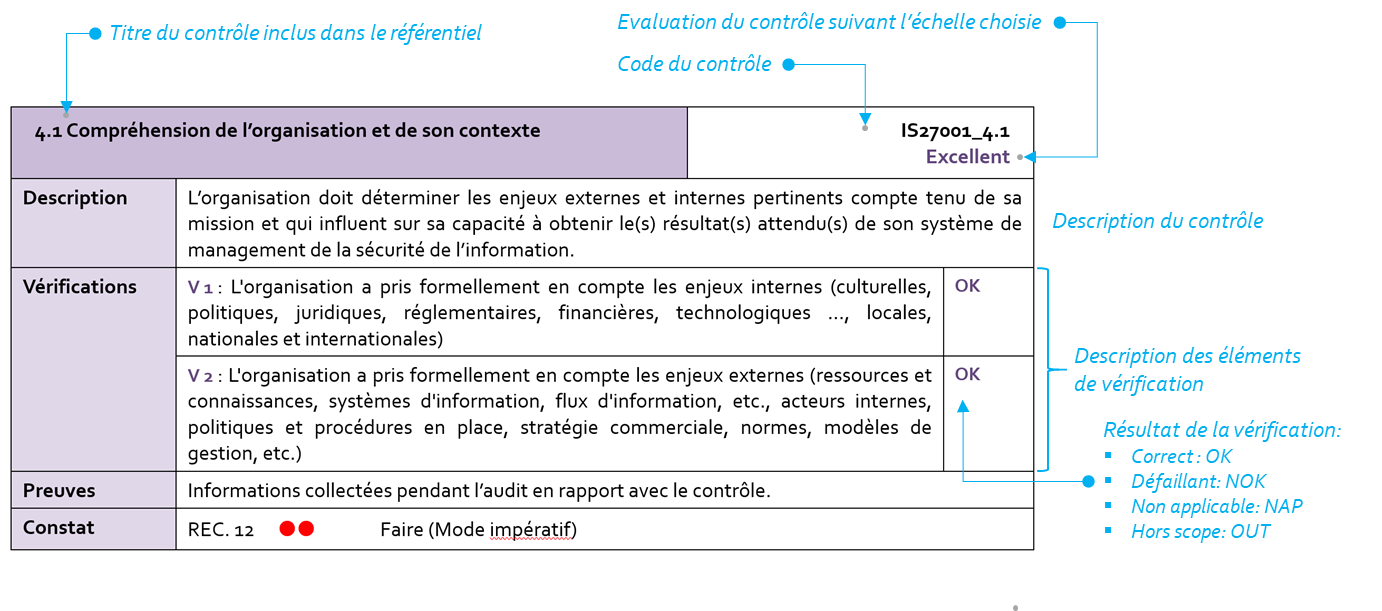 Titre du contrôle inclus dans le référentiel
Evaluation du contrôle suivant l'échelle choisie
Code du contrôle
4.1 Compréhension de l'organisation et de son contexte
IS27001_4.1
Excellent
Description
L'organisation doit déterminer les enjeux externes et internes pertinents compte tenu de sa
mission et qui influent sur sa capacité à obtenir le(s) résultat(s) attendu(s) de son système de
management de la sécurité de l'information.
Description du contrôle
Vérifications
V 1 : L'organisation a pris formellement en compte les enjeux internes (culturelles,
politiques, juridiques, réglementaires, financières, technologiques ..., locales,
nationales et internationales)
OK
V 2 : L'organisation a pris formellement en compte les enjeux externes (ressources et
connaissances, systèmes d'information, flux d'information, etc., acteurs internes,
politiques et procédures en place, stratégie commerciale, normes, modèles de
gestion, etc.)
OK
Description des éléments
de vérification
Résultat de la vérification:
Correct : OK
Défaillant: NOK
Non applicable: NAP
Hors scope: OUT
Preuves
Informations collectées pendant l'audit en rapport avec le contrôle.
Constat
REC. 12
Faire (Mode impératif)